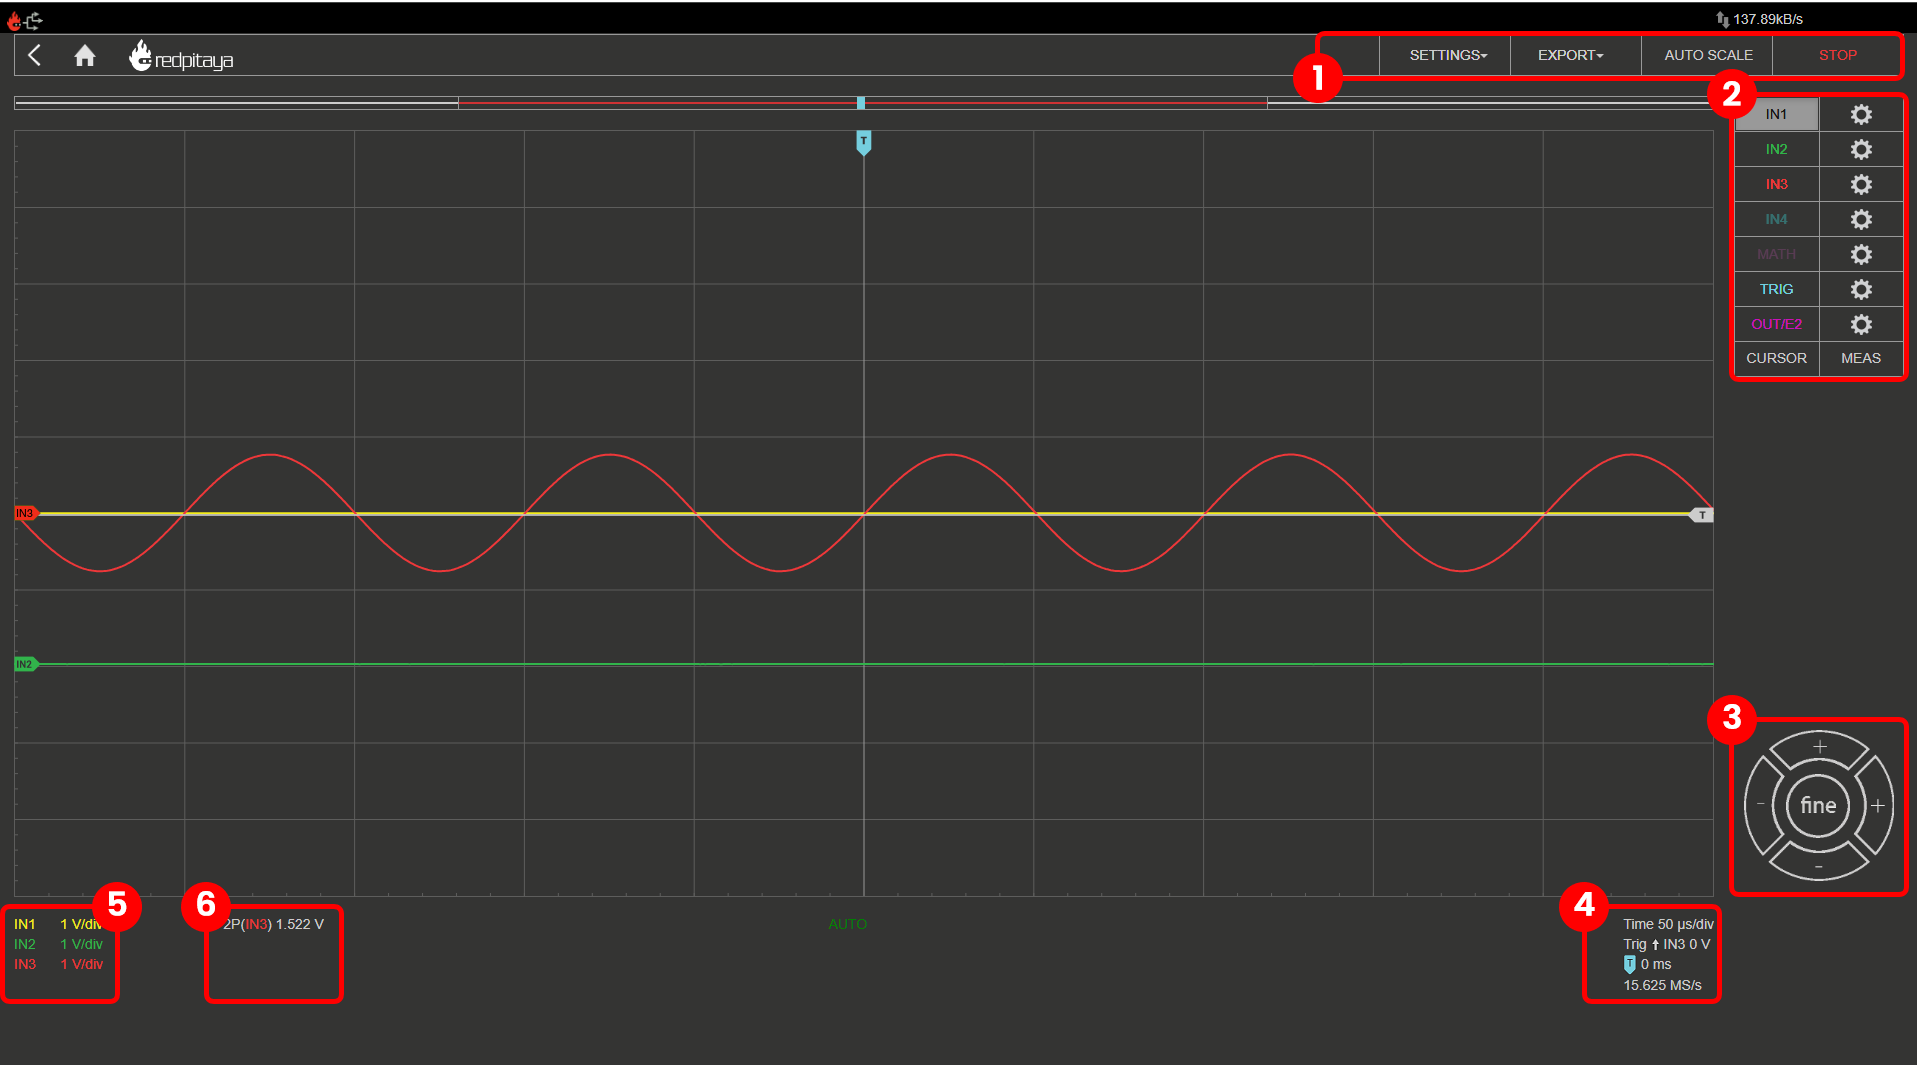 137.89kB/s
redpitaya
SETTINGS EXPORT AUTO SCALE STOP
1
2
IN1
IN2
IN3
IN4
MATH
TRIG
OUT/E2
CURSOR MEAS
T
IN3
T
IN2
3
+
- fine +
-
5
6
4
IN1 1 V/div
IN2 1 V/div
IN3 1 V/div
2P(IN3) 1.522 V
AUTO
Time 50 µs/div
Trig IN3 0 V
T 0 ms
15.625 MS/s